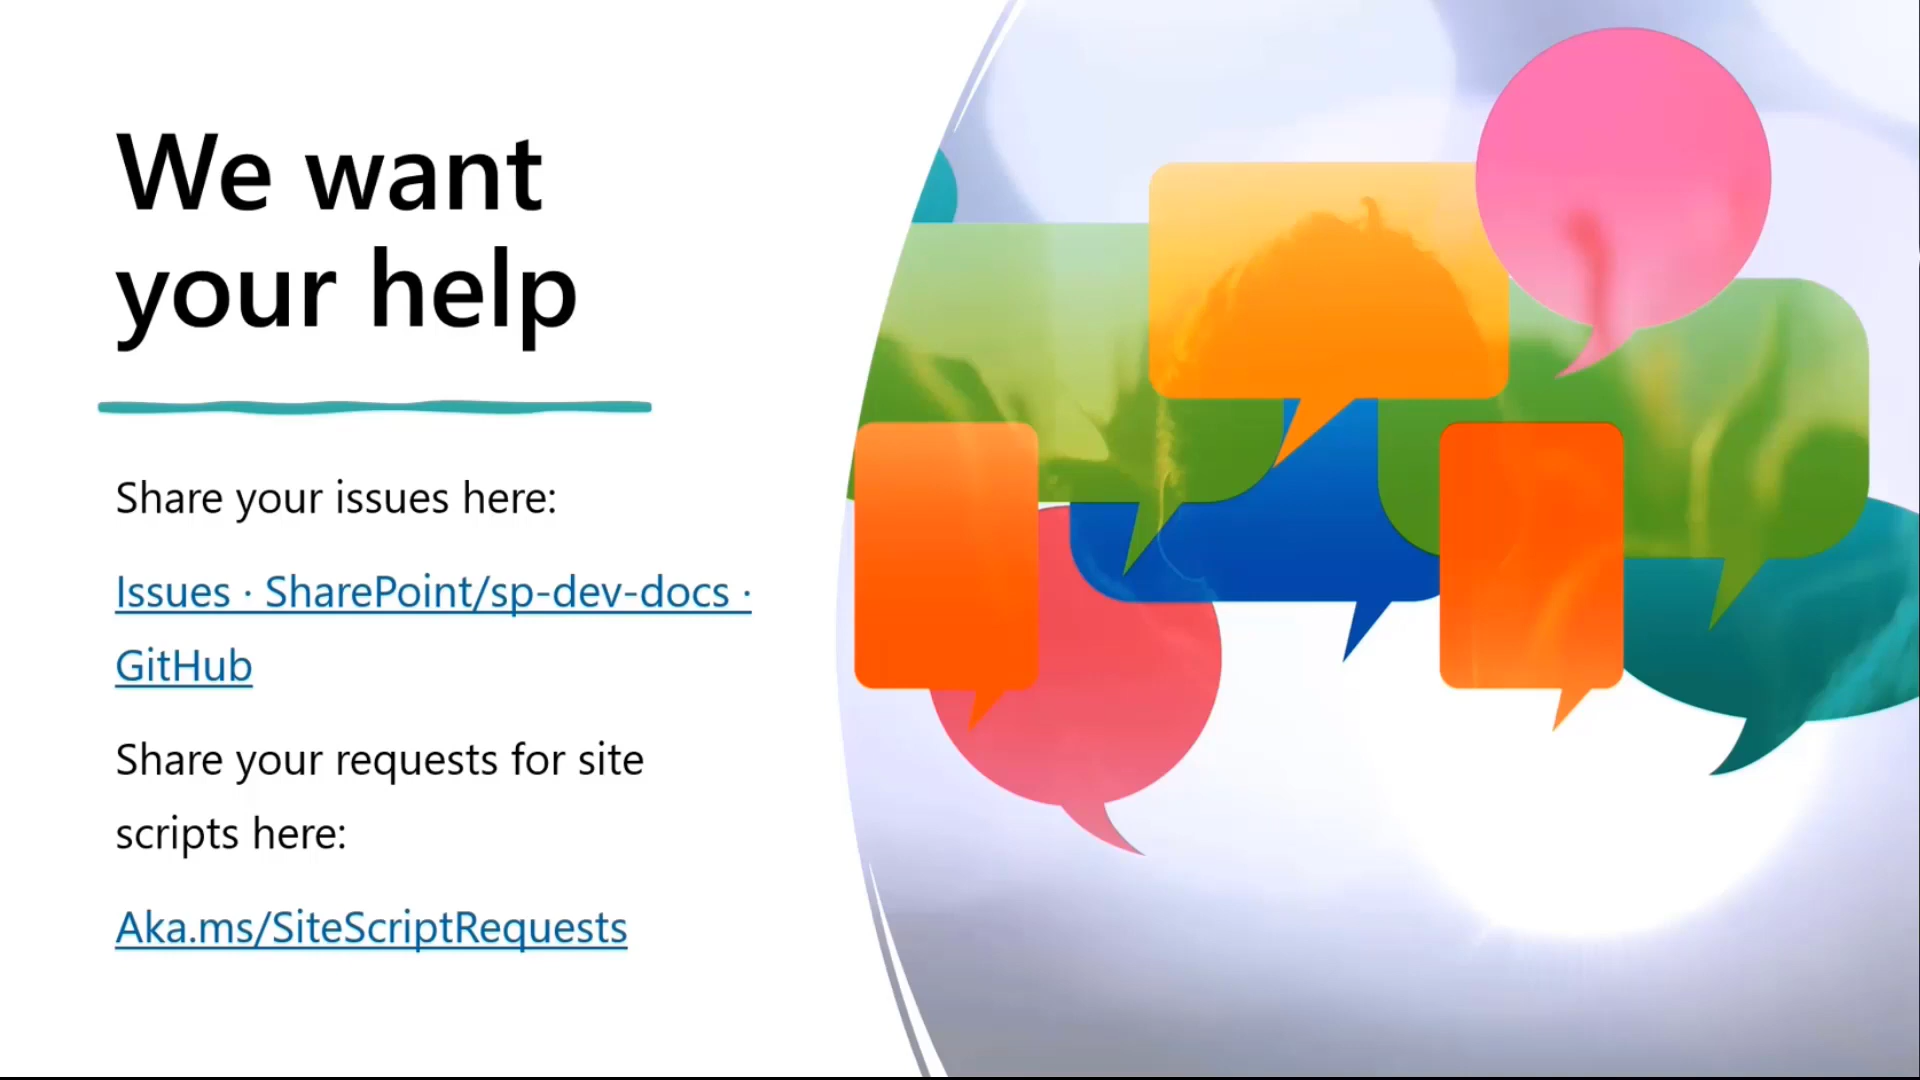 We want
your help
Share your issues here:
Issues · SharePoint/sp-dev-docs ·
GitHub
Share your requests for site
scripts here:
Aka.ms/SiteScriptRequests